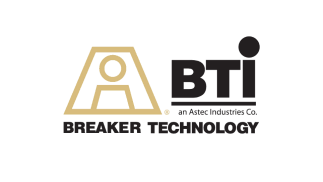 BTi
an Astec Industries Co.
®
BREAKER TECHNOLOGY